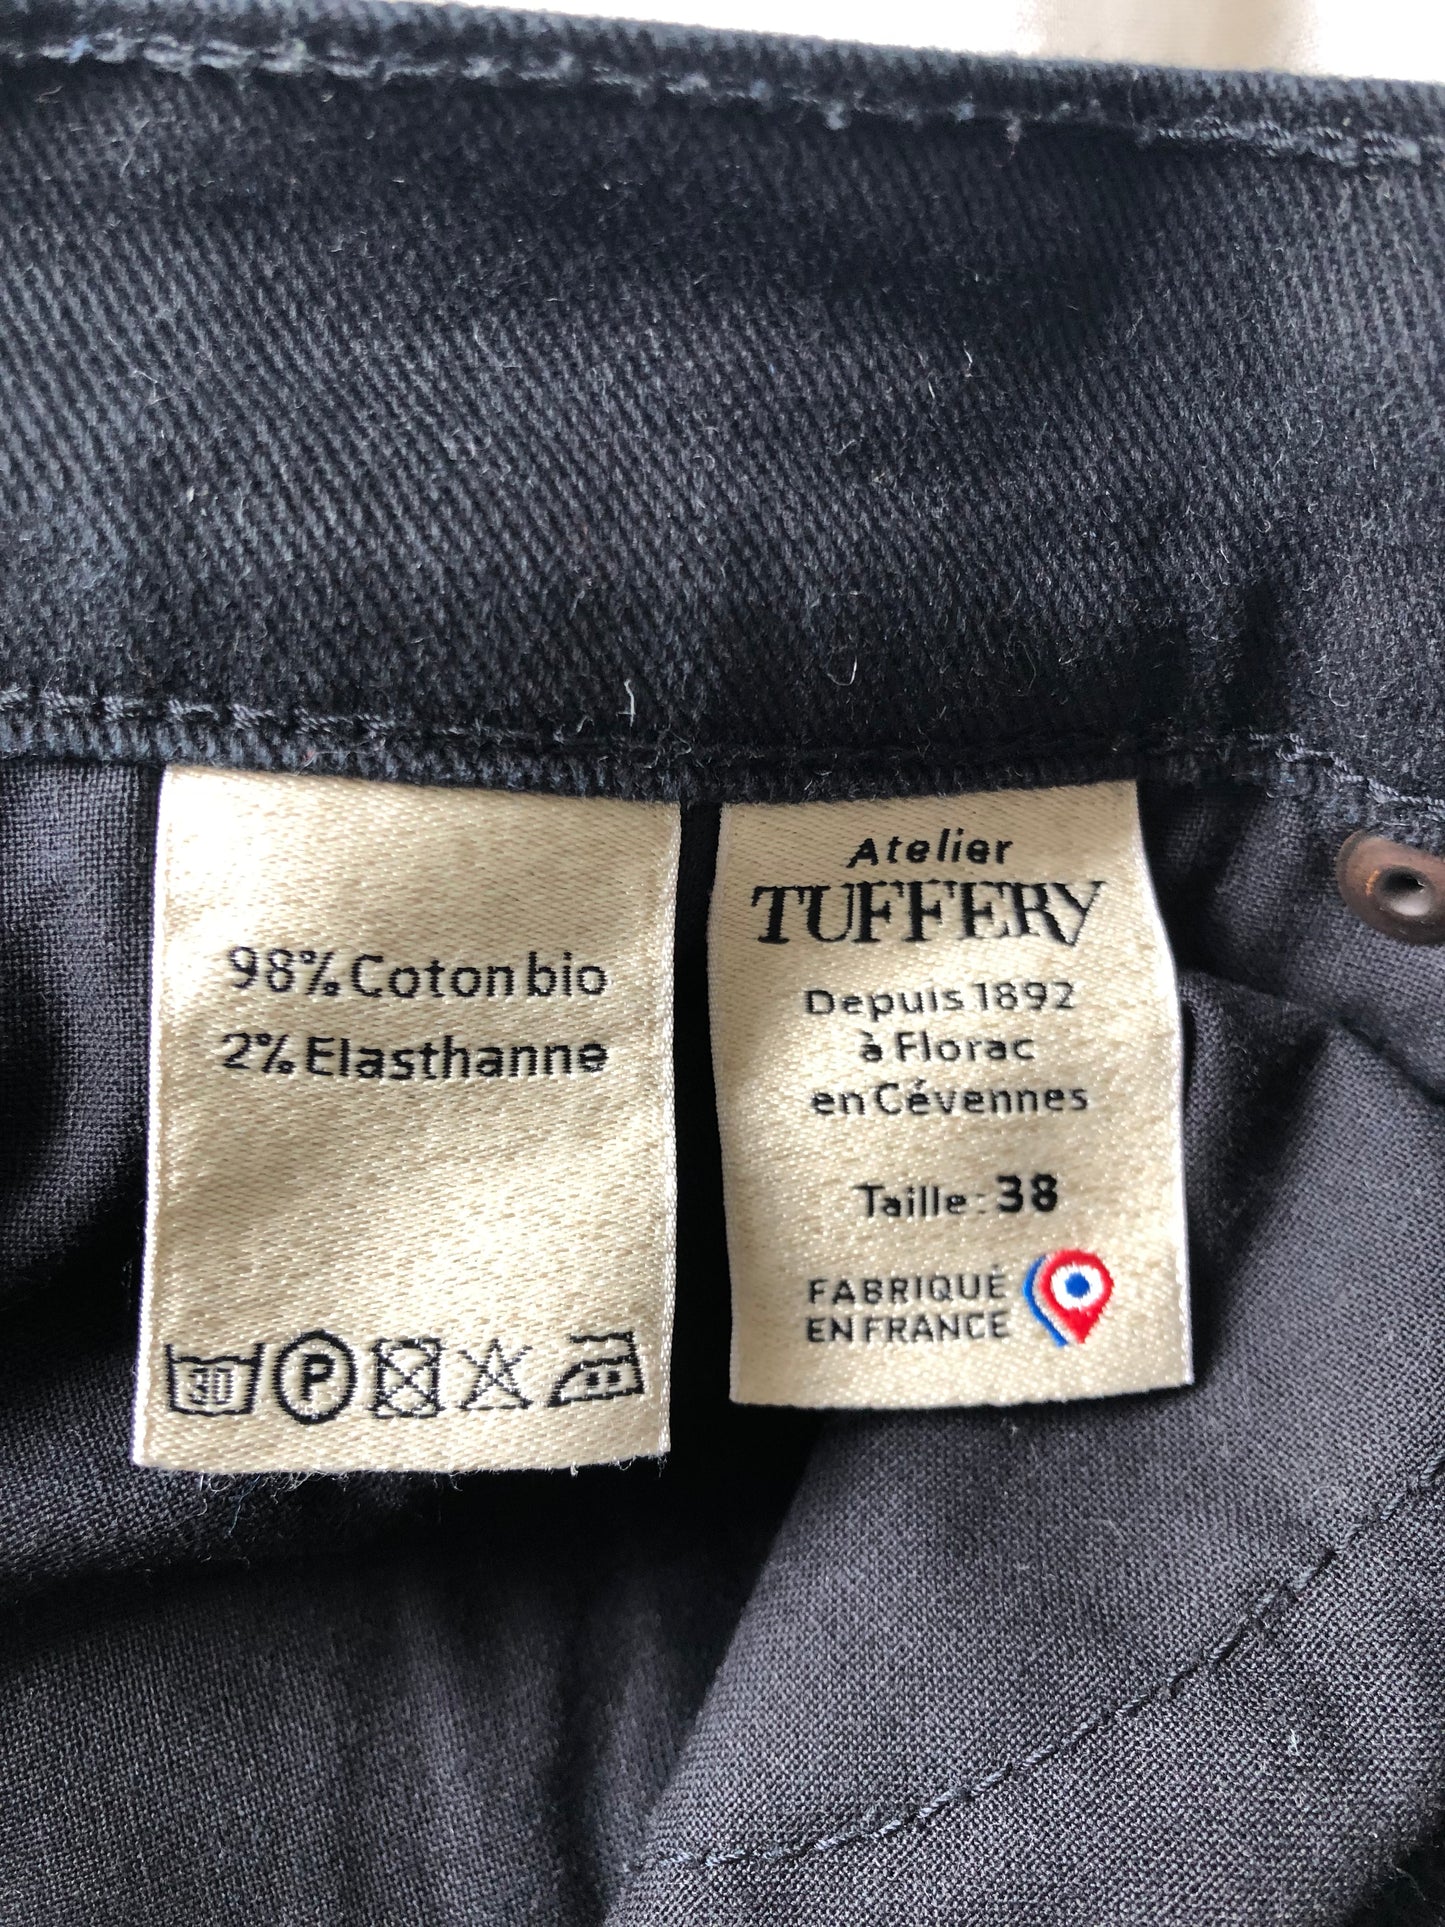 98% Coton bio
2% Elasthanne
30 P
Atelier
TUFFERY
Depuis 1892
à Florac
en Cévennes
Taille : 38
FABRIQUÉ
EN FRANCE